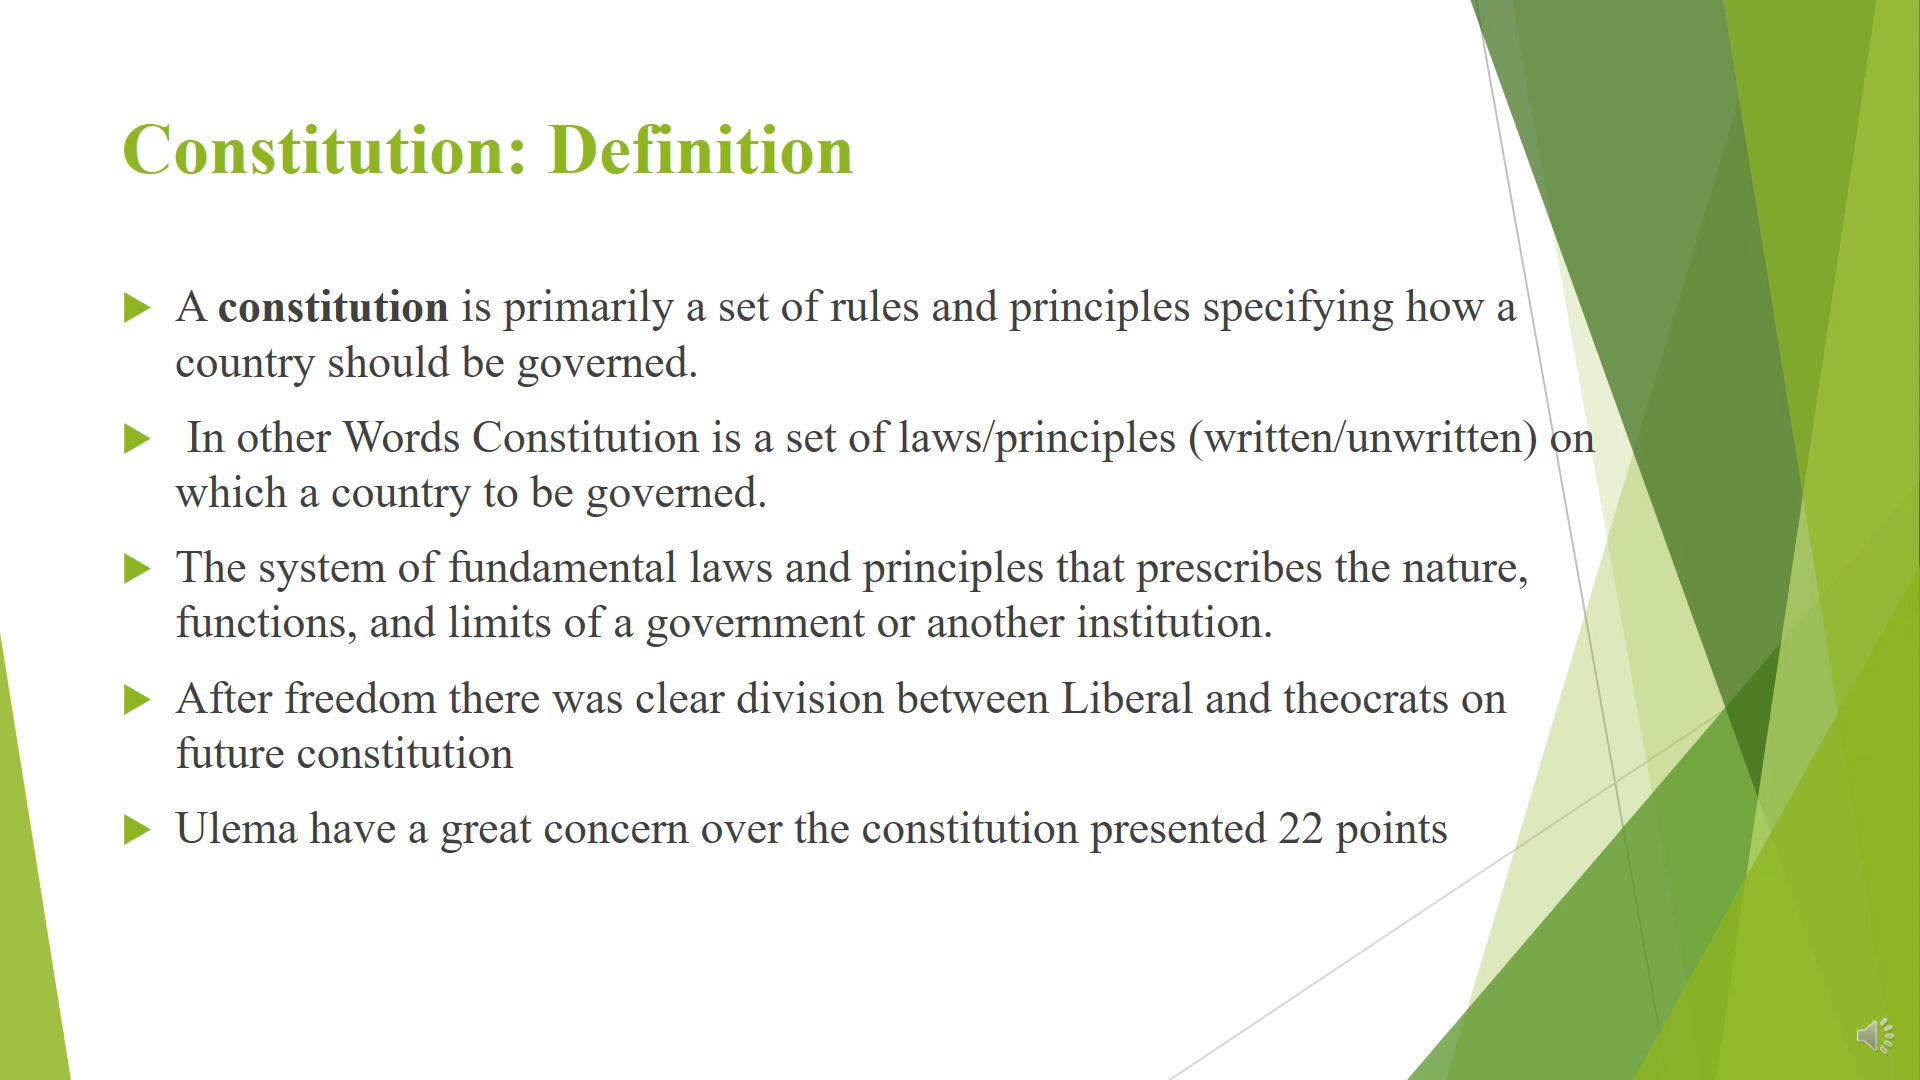 Constitution: Definition
A constitution is primarily a set of rules and principles specifying how a
country should be governed.
In other Words Constitution is a set of laws/principles (written/unwritten) on
which a country to be governed.
The system of fundamental laws and principles that prescribes the nature,
functions, and limits of a government or another institution.
After freedom there was clear division between Liberal and theocrats on
future constitution
Ulema have a great concern over the constitution presented 22 points